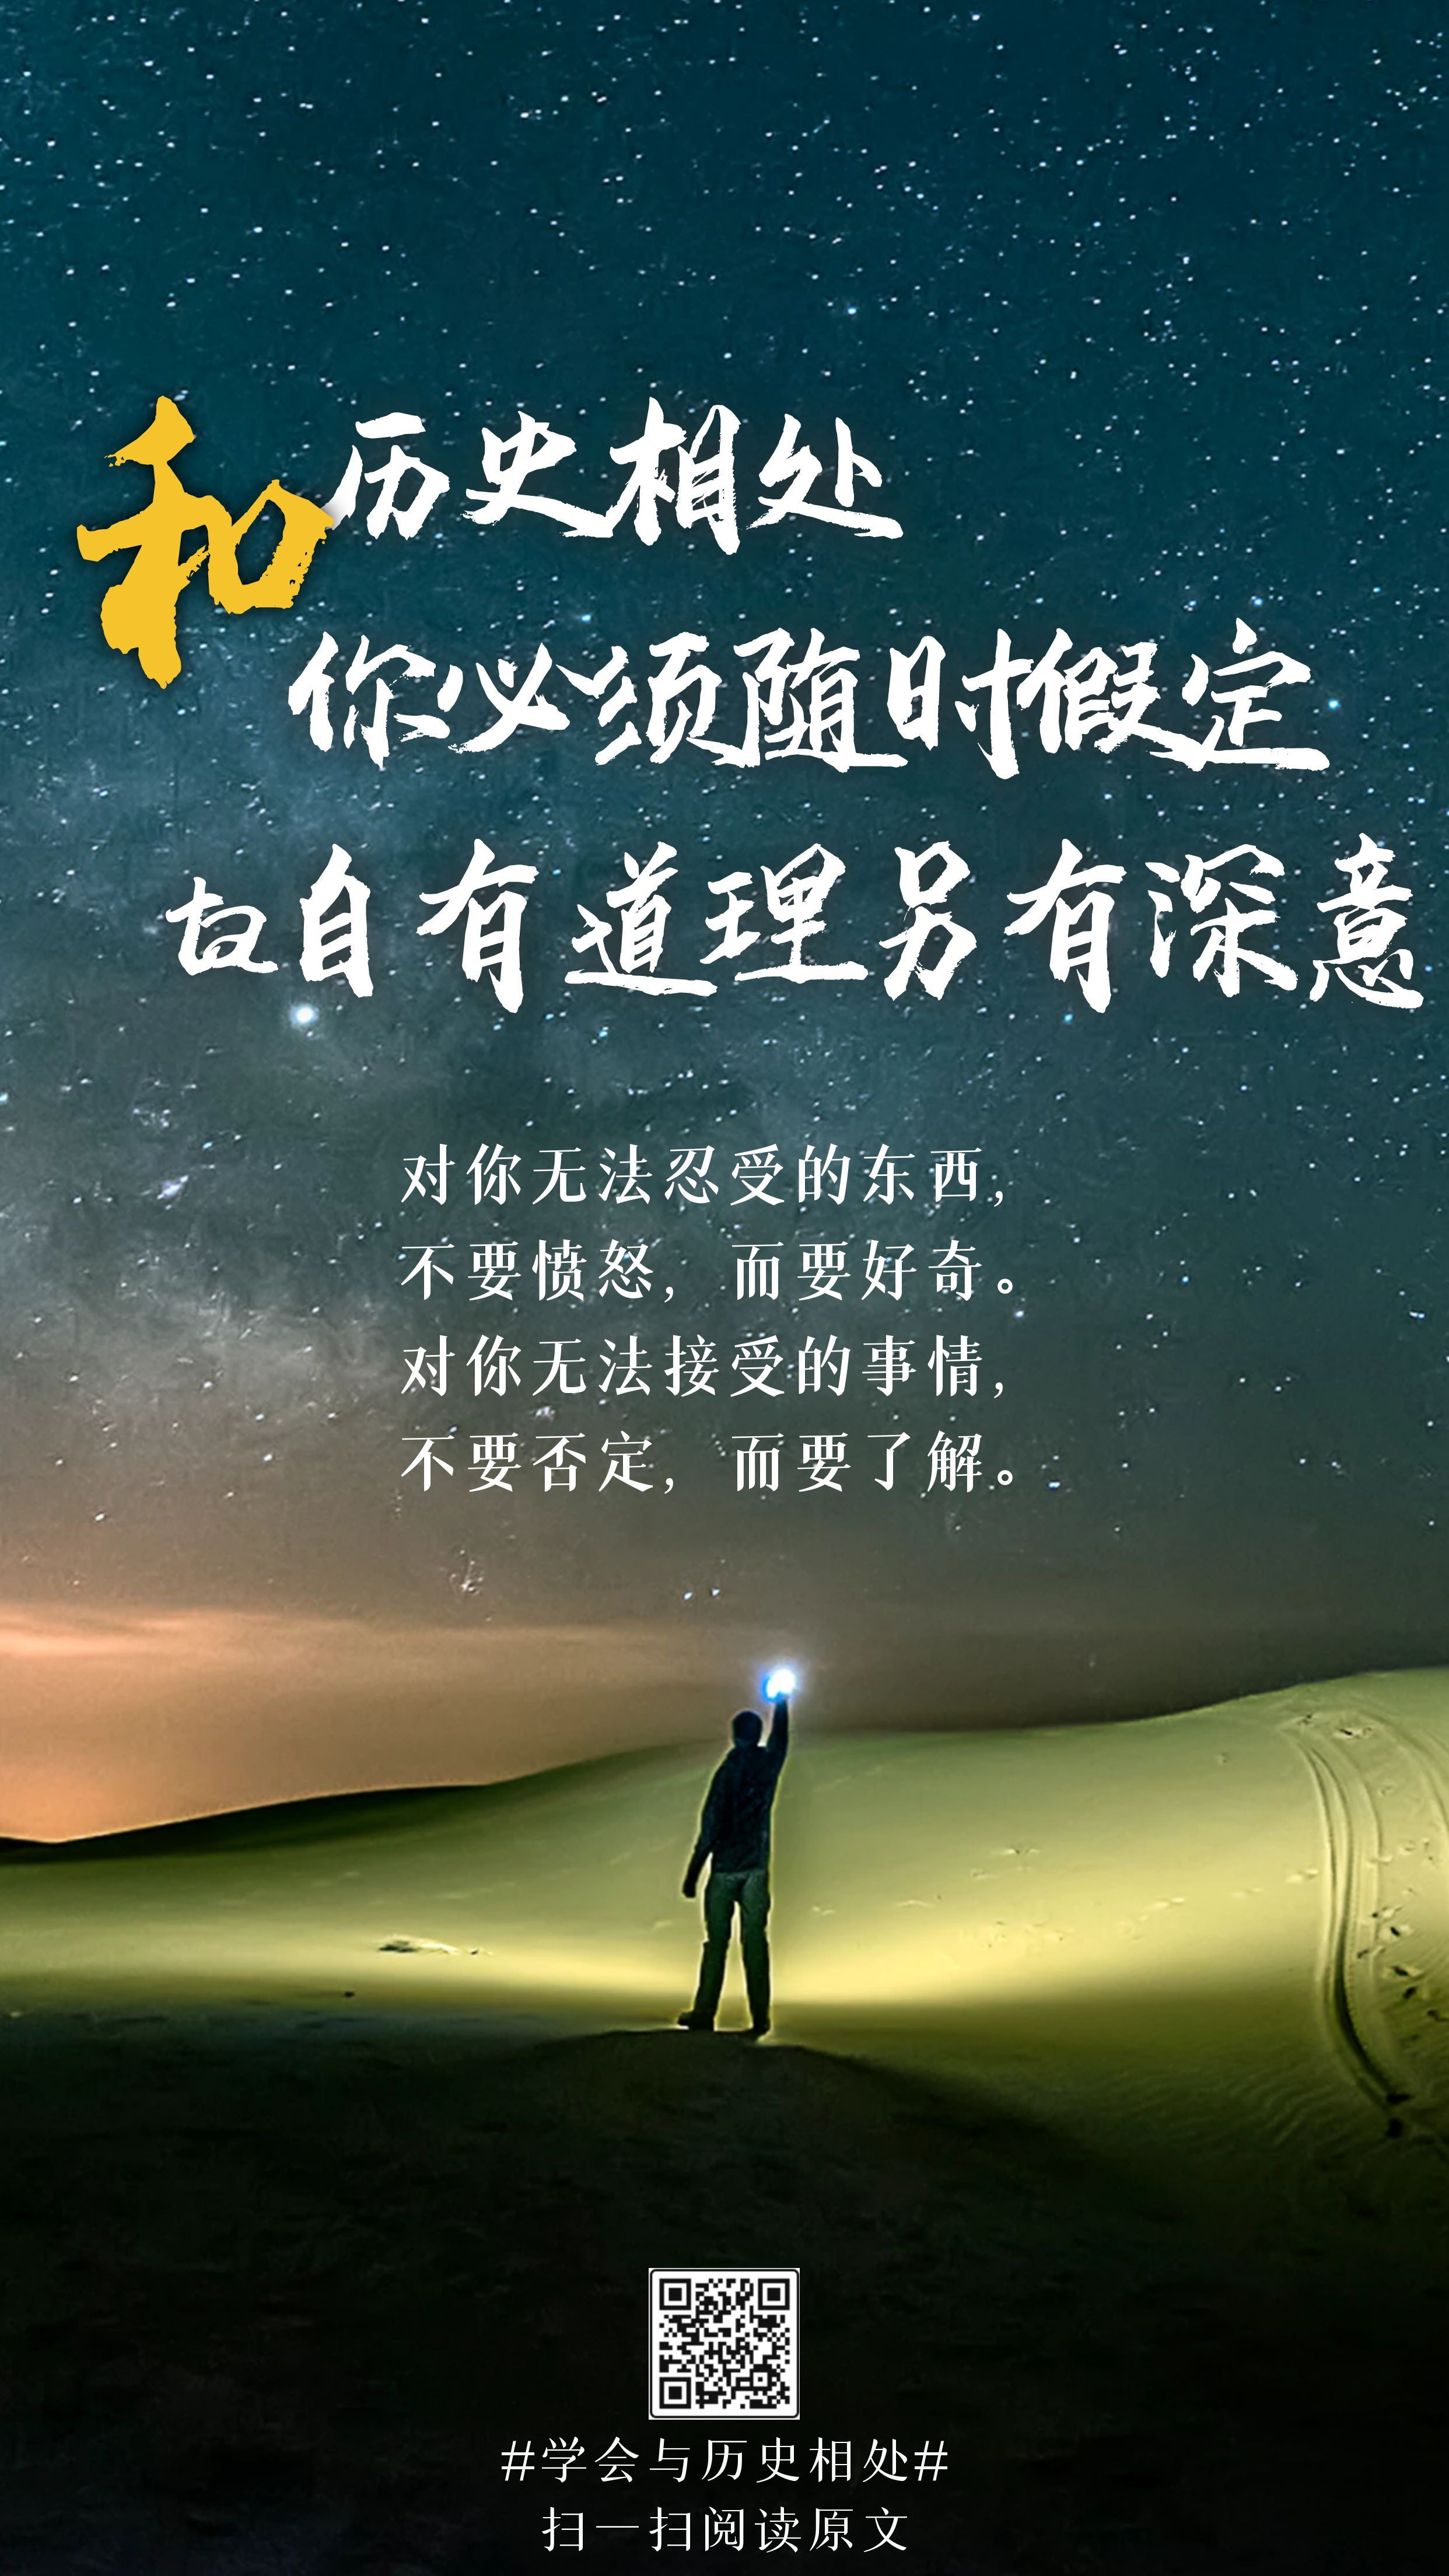 和历史相处
你必须随时假定
古自有道理另有深意
对你无法忍受的东西，
不要愤怒，而要好奇。
对你无法接受的事情，
不要否定，而要了解。
#学会与历史相处#
扫一扫阅读原文